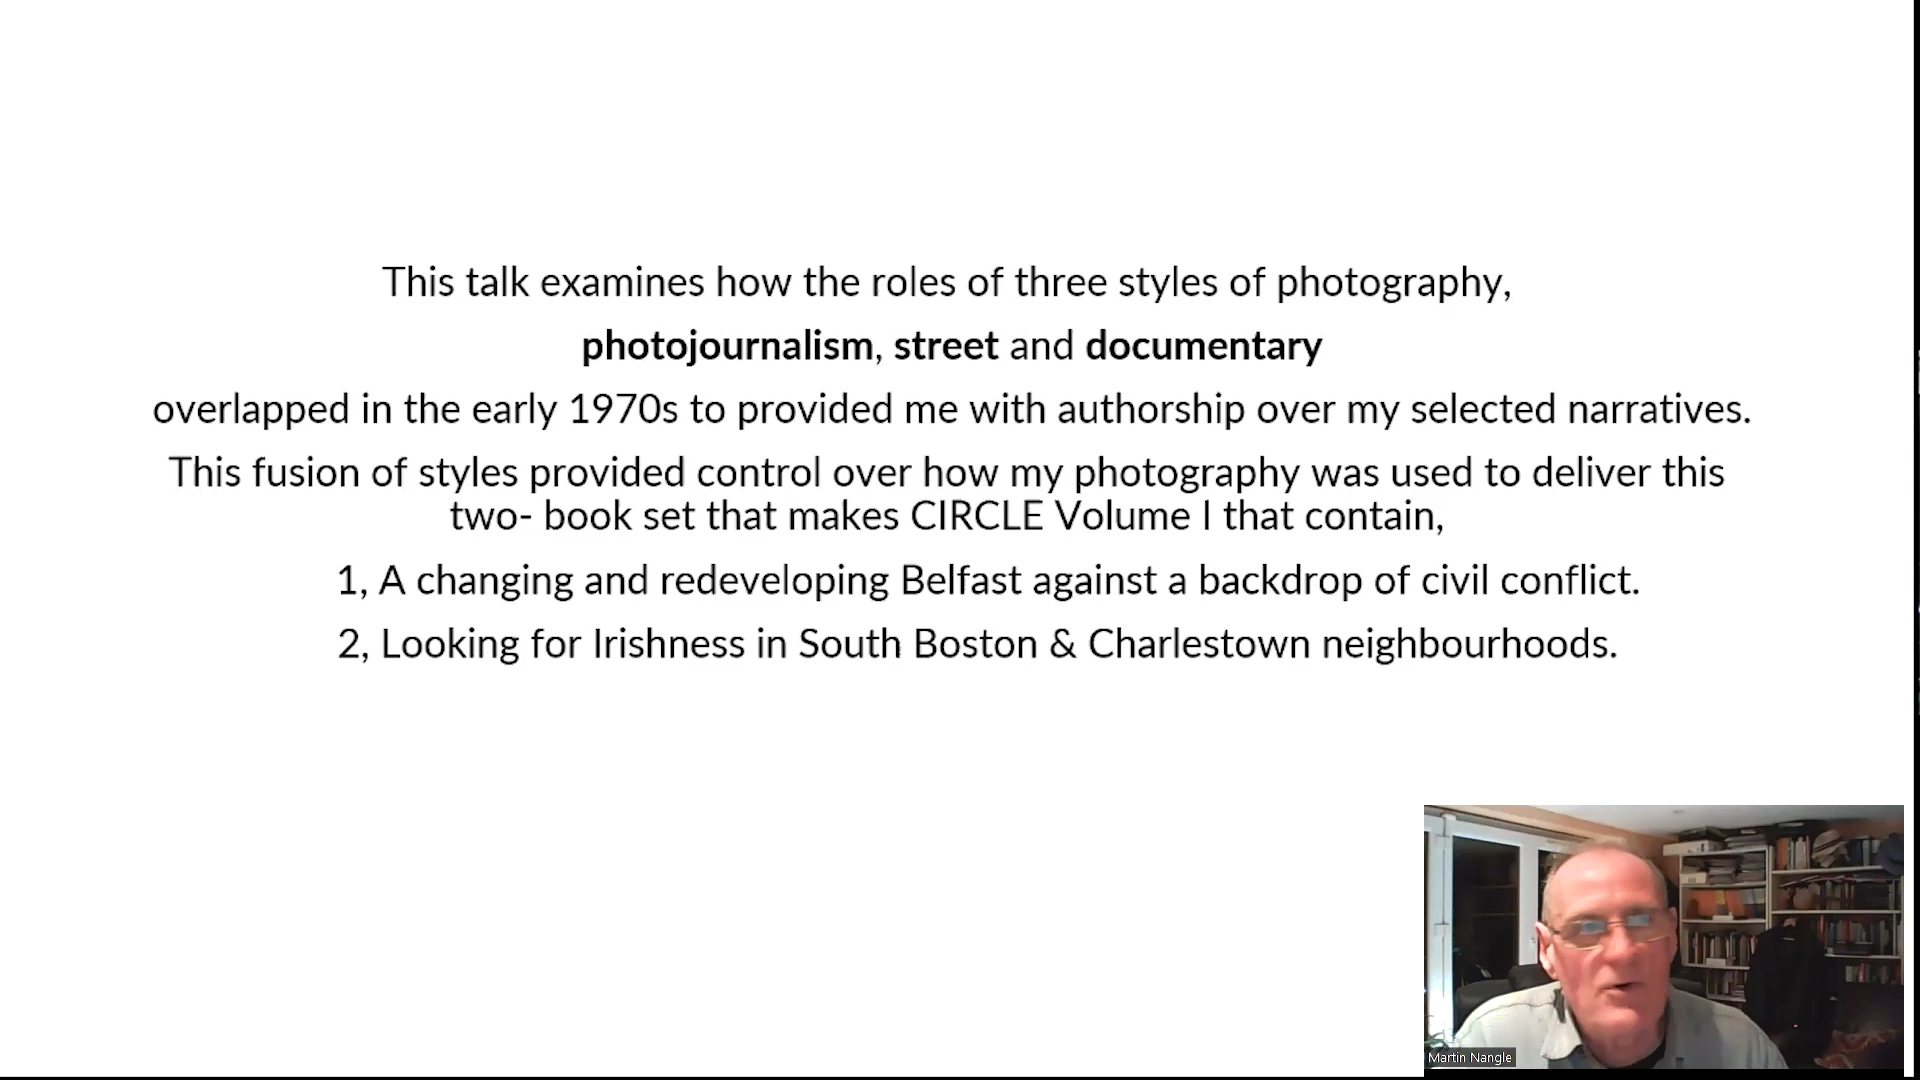 This talk examines how the roles of three styles of photography,
photojournalism, street and documentary
overlapped in the early 1970s to provided me with authorship over my selected narratives.
This fusion of styles provided control over how my photography was used to deliver this
two- book set that makes CIRCLE Volume I that contain,
1, A changing and redeveloping Belfast against a backdrop of civil conflict.
2, Looking for Irishness in South Boston & Charlestown neighbourhoods.
Martin Nangle